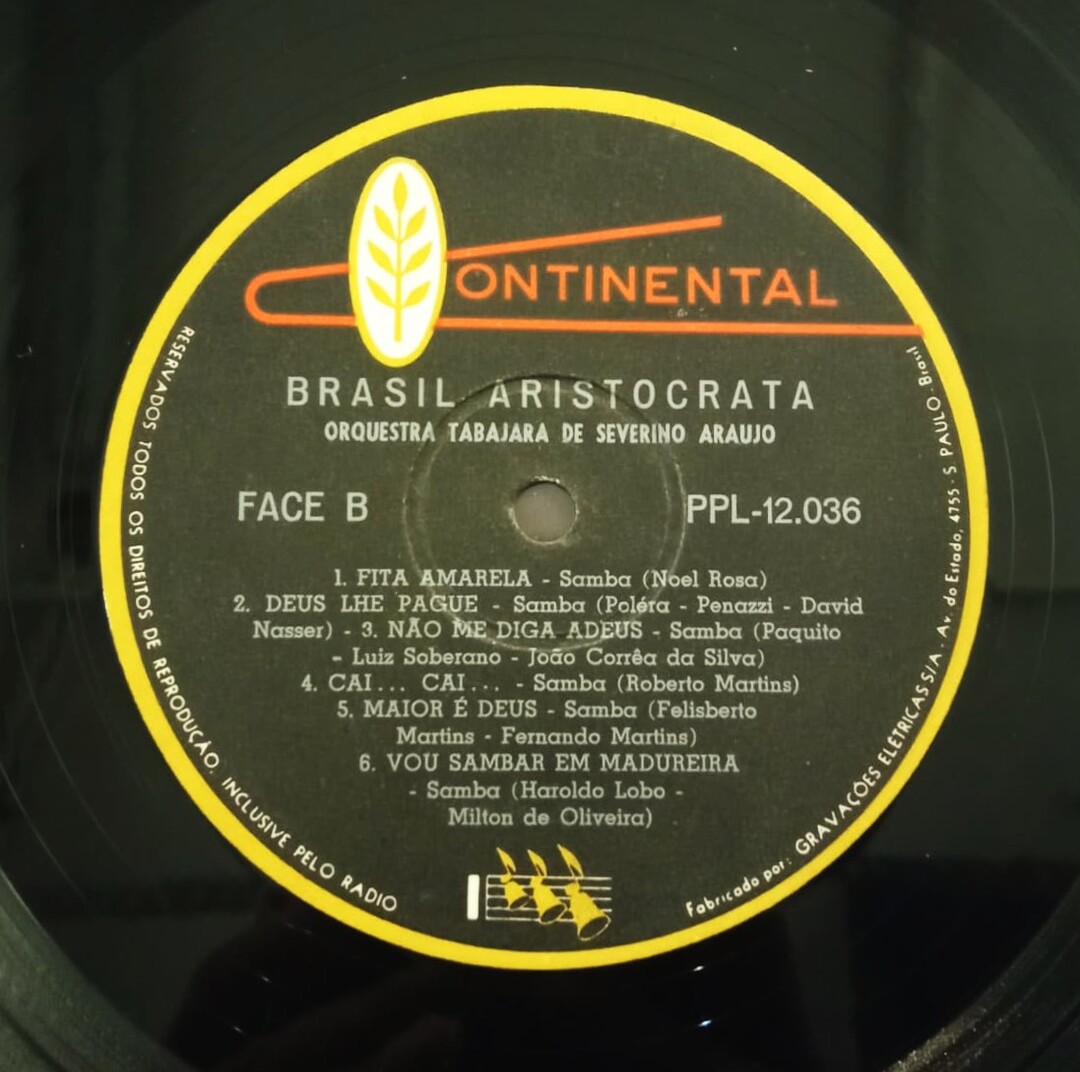 CONTINENTAL
BRASIL ARISTOCRATA
ORQUESTRA TABAJARA DE SEVERINO ARAUJO
FACE B
PPL-12.036
1. FITA AMARELA - Samba (Noel Rosa)
2. DEUS LHE PAGUE - Samba (Poléra - Penazzi - David
Nasser) - 3. NÃO ME DIGA ADEUS - Samba (Paquito
- Luiz Soberano - João Corrêa da Silva)
4. CAI... CAI... - Samba (Roberto Martins)
5. MAIOR É DEUS - Samba (Felisberto
Martins - Fernando Martins)
6. VOU SAMBAR EM MADUREIRA
- Samba (Haroldo Lobo -
Milton de Oliveira)
RESERVADOS TODOS OS DIREITOS DE REPRODUÇÃO. INCLUSIVE PELO RADIO
Fabricado por: GRAVAÇÕES ELÉTRICAS S/A. Av. do Estado, 4755 - S. PAULO - Brasil